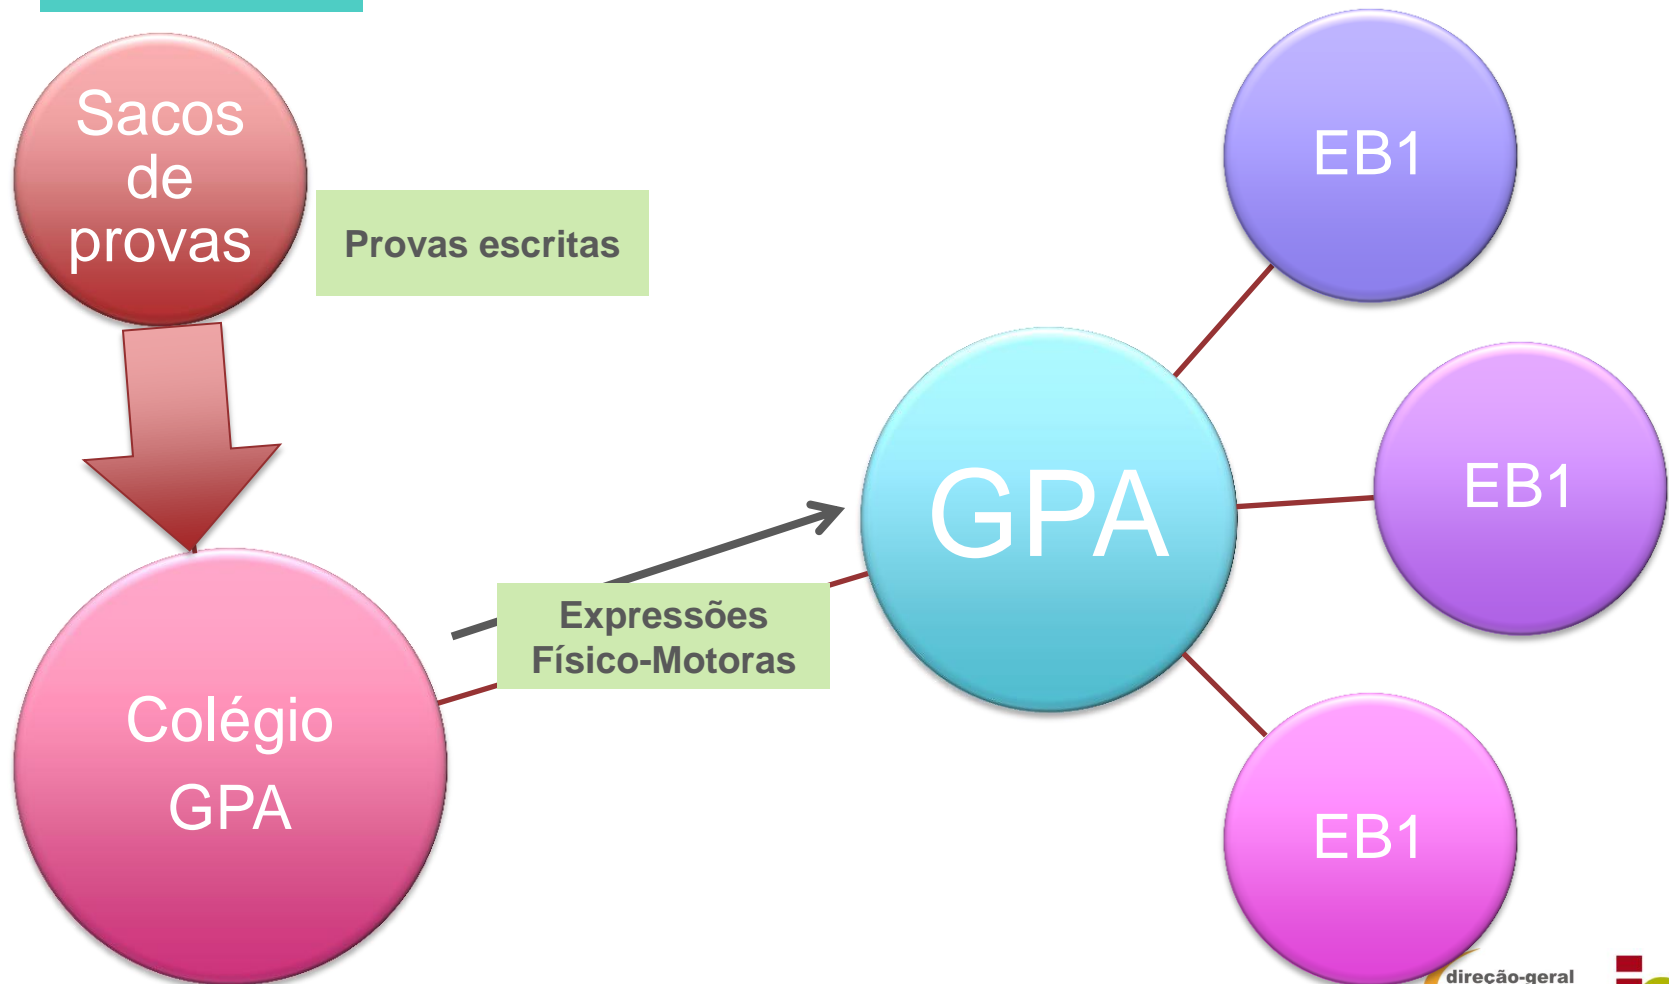 Sacos
de
provas
Provas escritas
EB1
EB1
GPA
Expressões
Físico-Motoras
Colégio
GPA
EB1
direção-geral